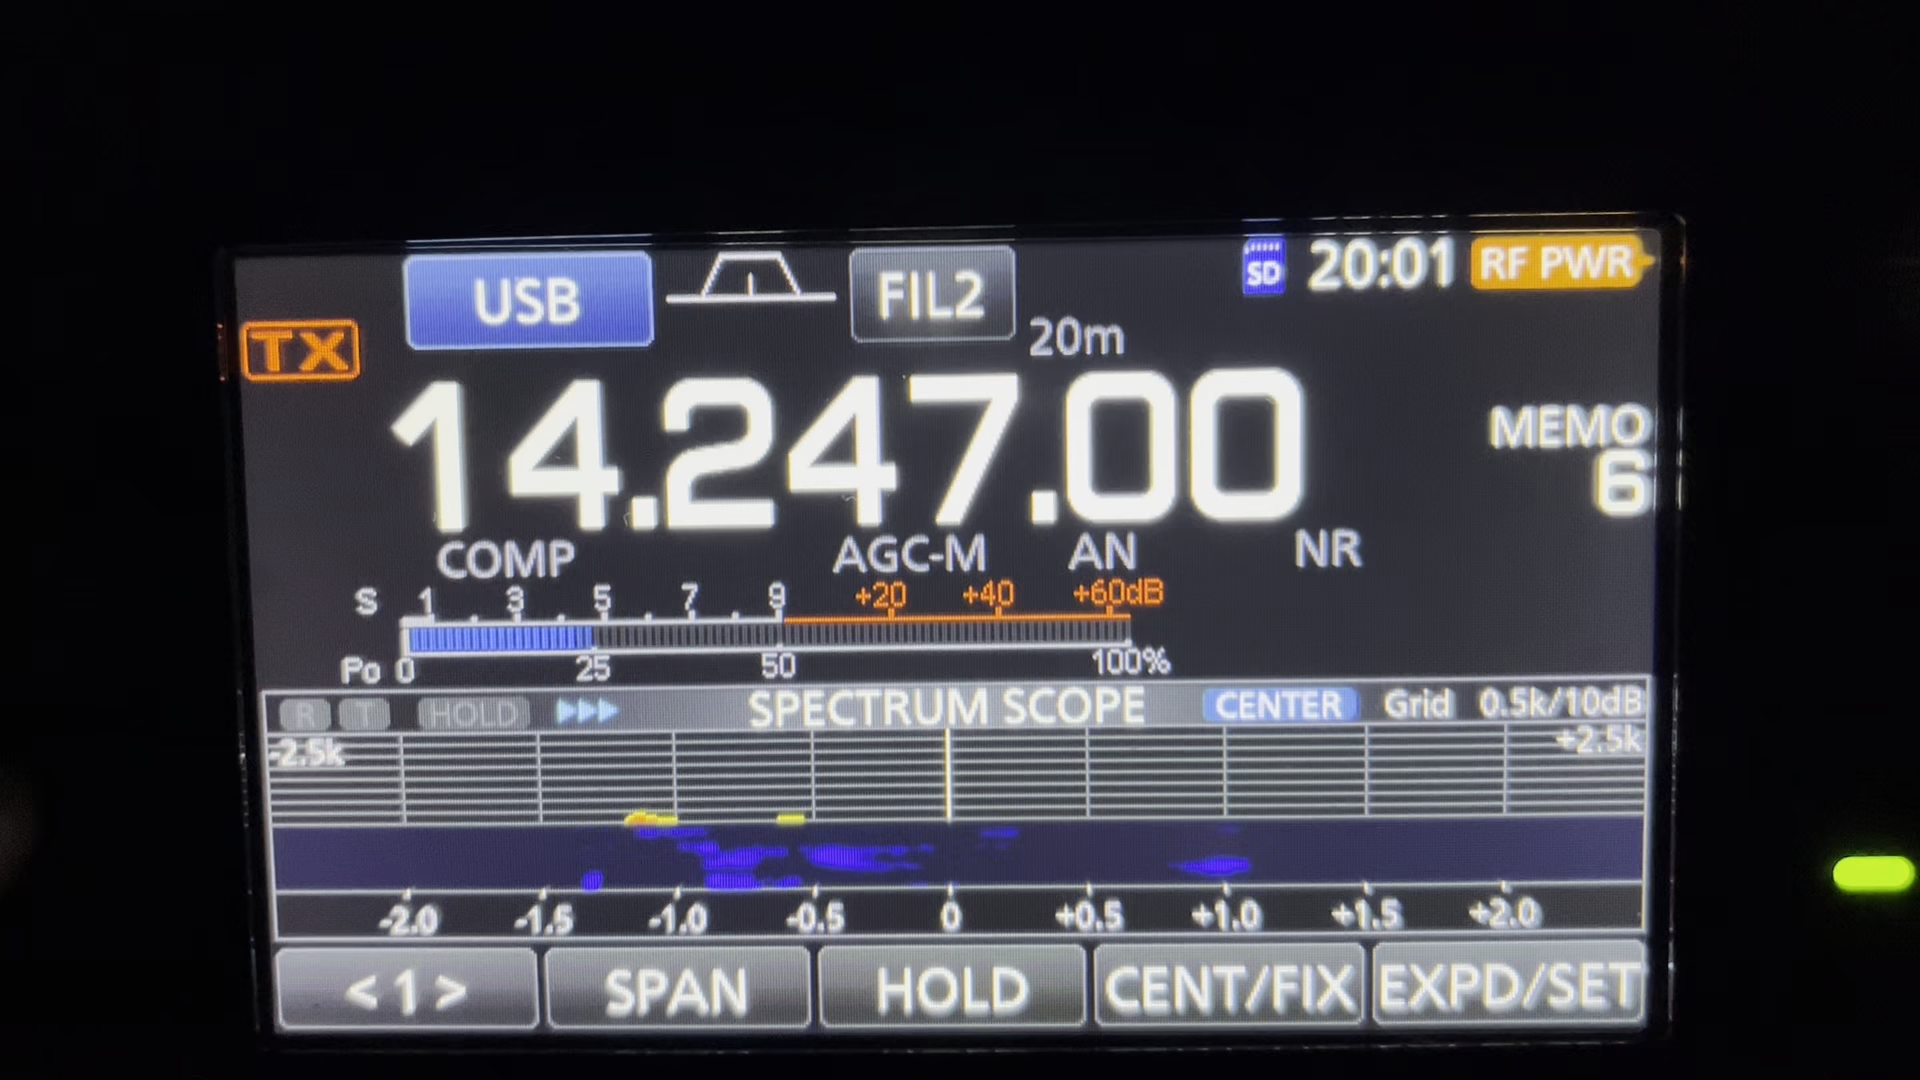 USB FIL2 SD 20:01 RF PWR
TX 20m
14.247.00 MEMO
6
COMP AGC-M AN NR
S 1 3 5 7 9 +20 +40 +60dB
Po 0 25 50 100%
R T HOLD SPECTRUM SCOPE CENTER Grid 0.5k/10dB
-2.5k +2.5k
-2.0 -1.5 -1.0 -0.5 0 +0.5 +1.0 +1.5 +2.0
< 1 > SPAN HOLD CENT/FIX EXPD/SET